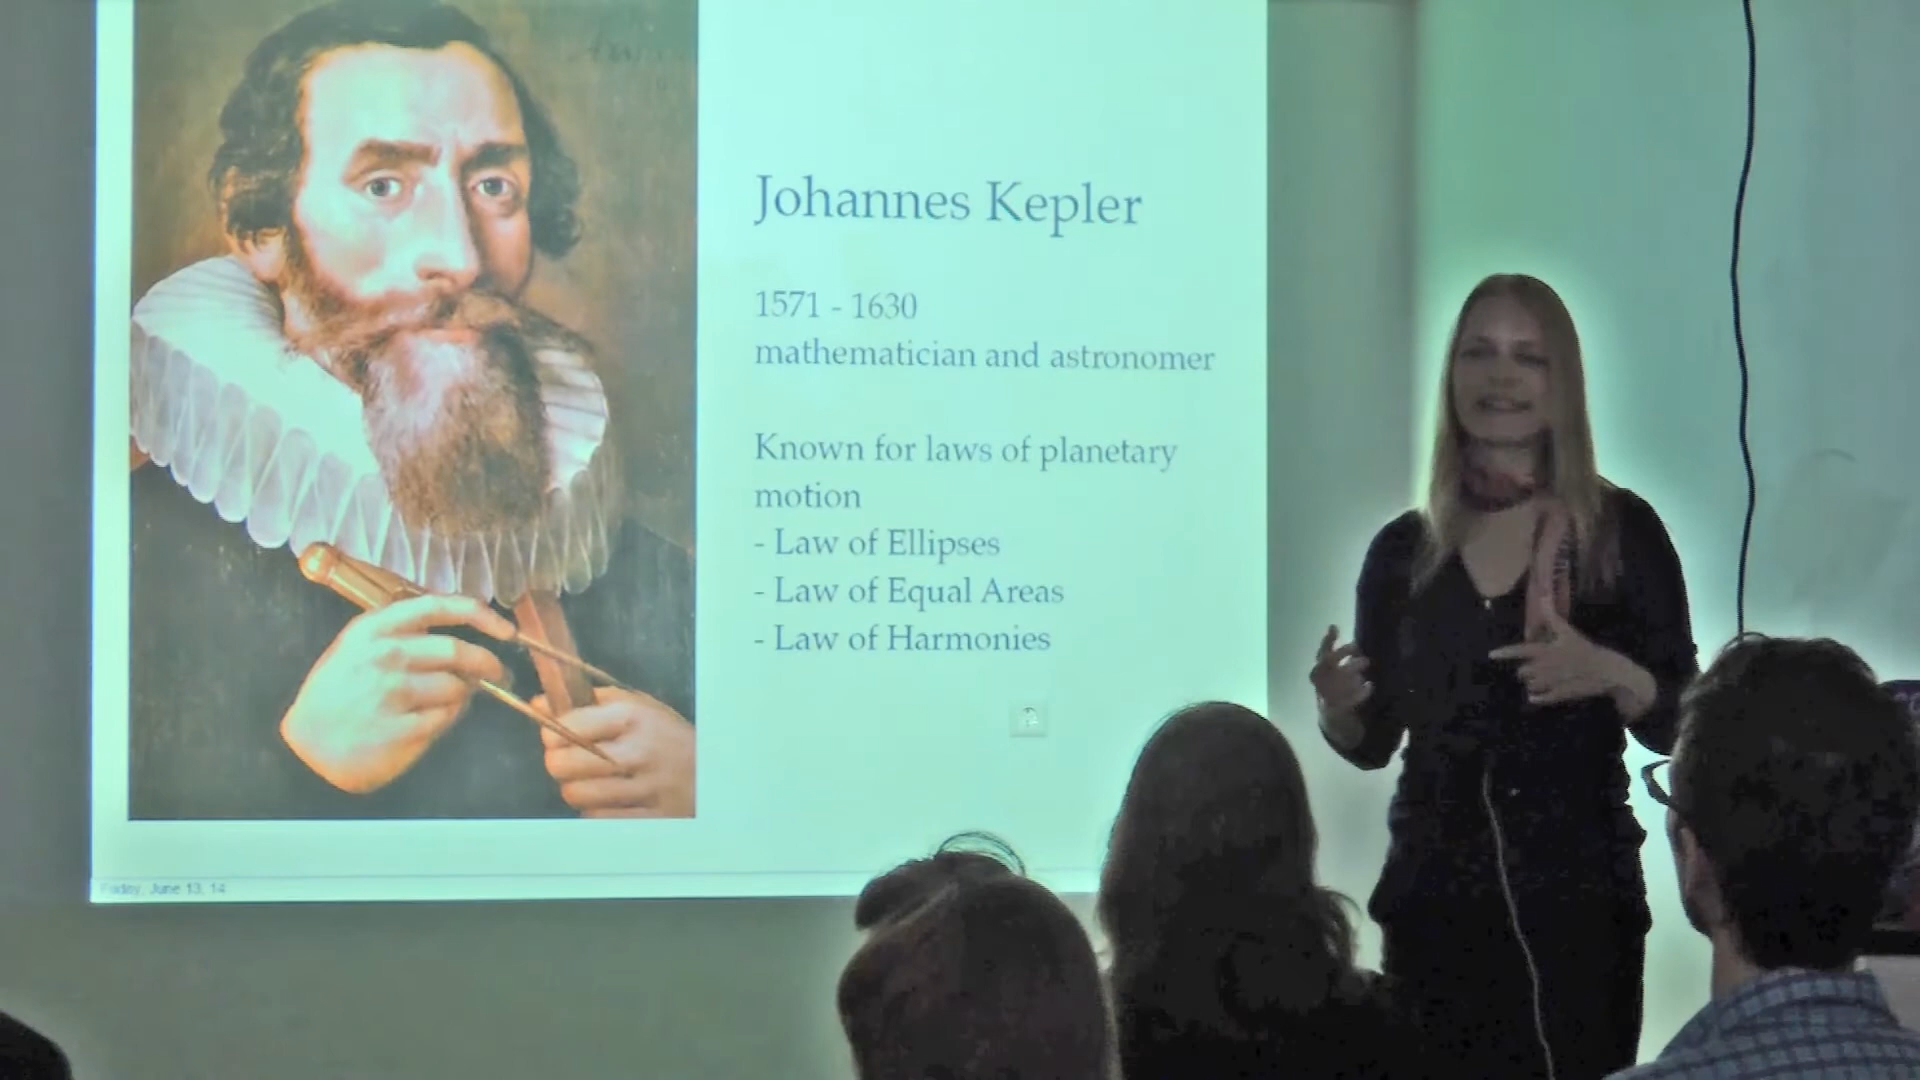 Johannes Kepler
1571 - 1630
mathematician and astronomer
Known for laws of planetary
motion
- Law of Ellipses
- Law of Equal Areas
- Law of Harmonies
Friday, June 13, 14